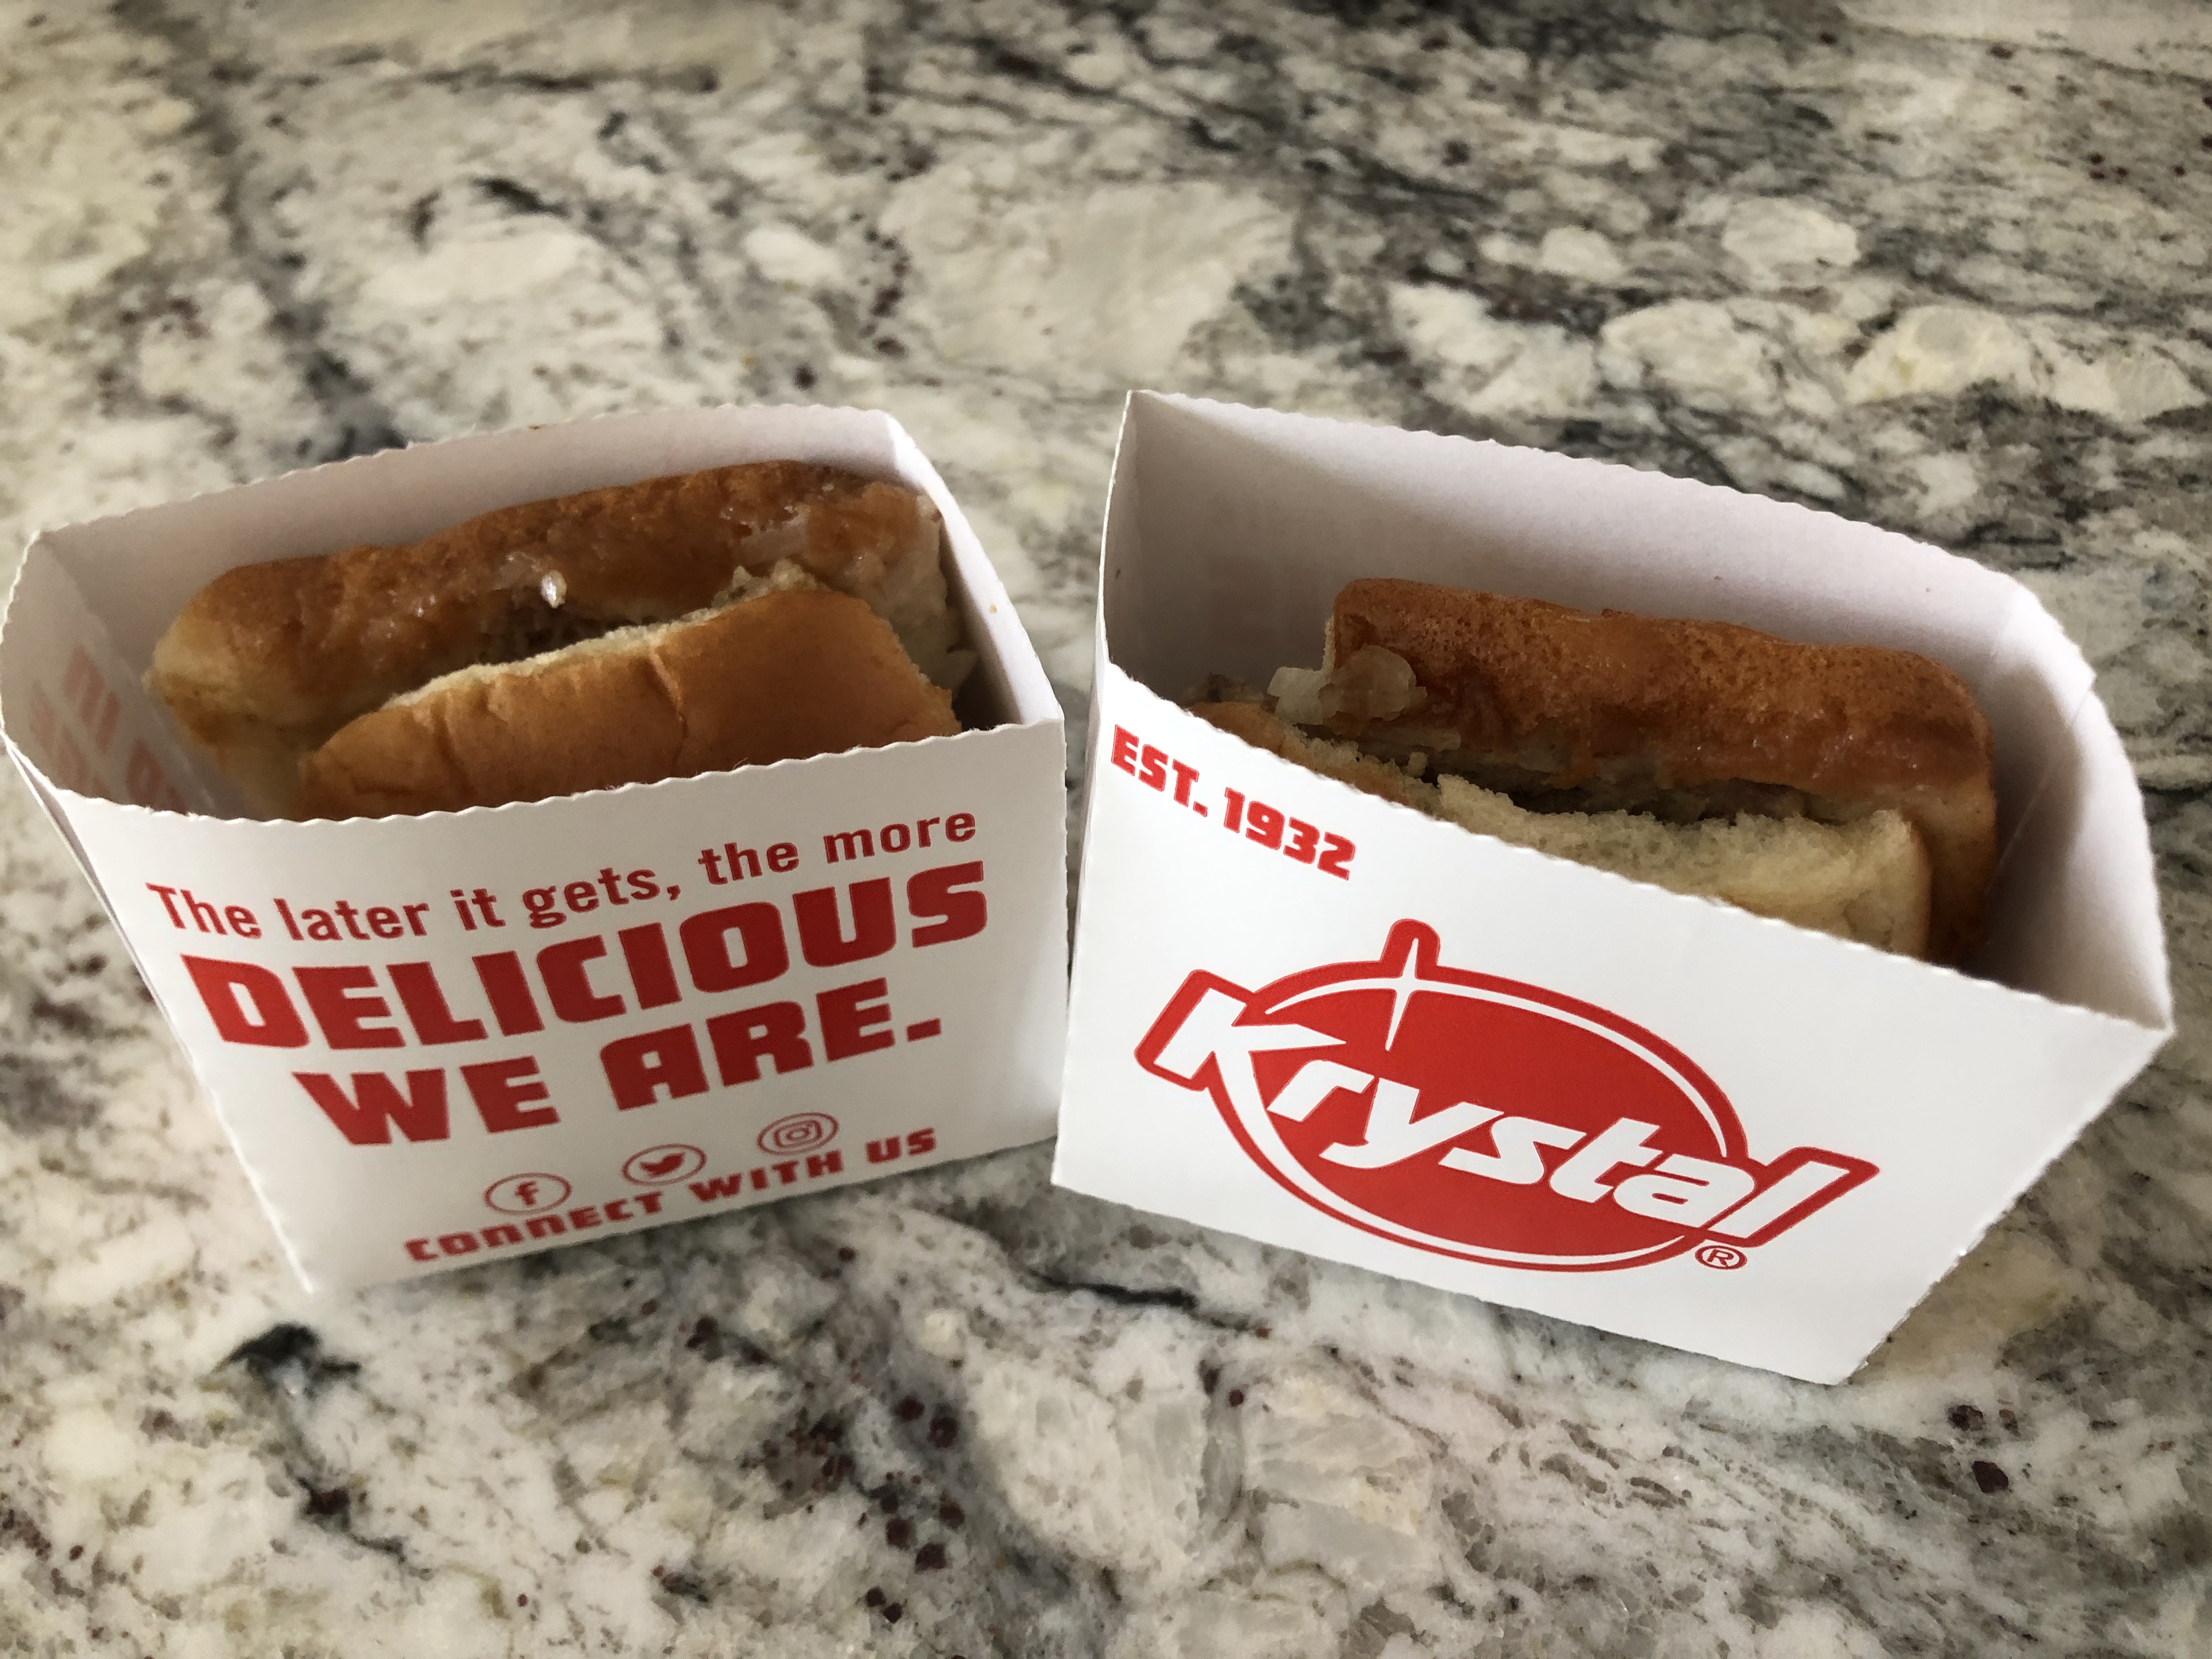 The later it gets, the more
DELICIOUS
WE ARE.
f
CONNECT WITH US
EST. 1932
Krystal
®